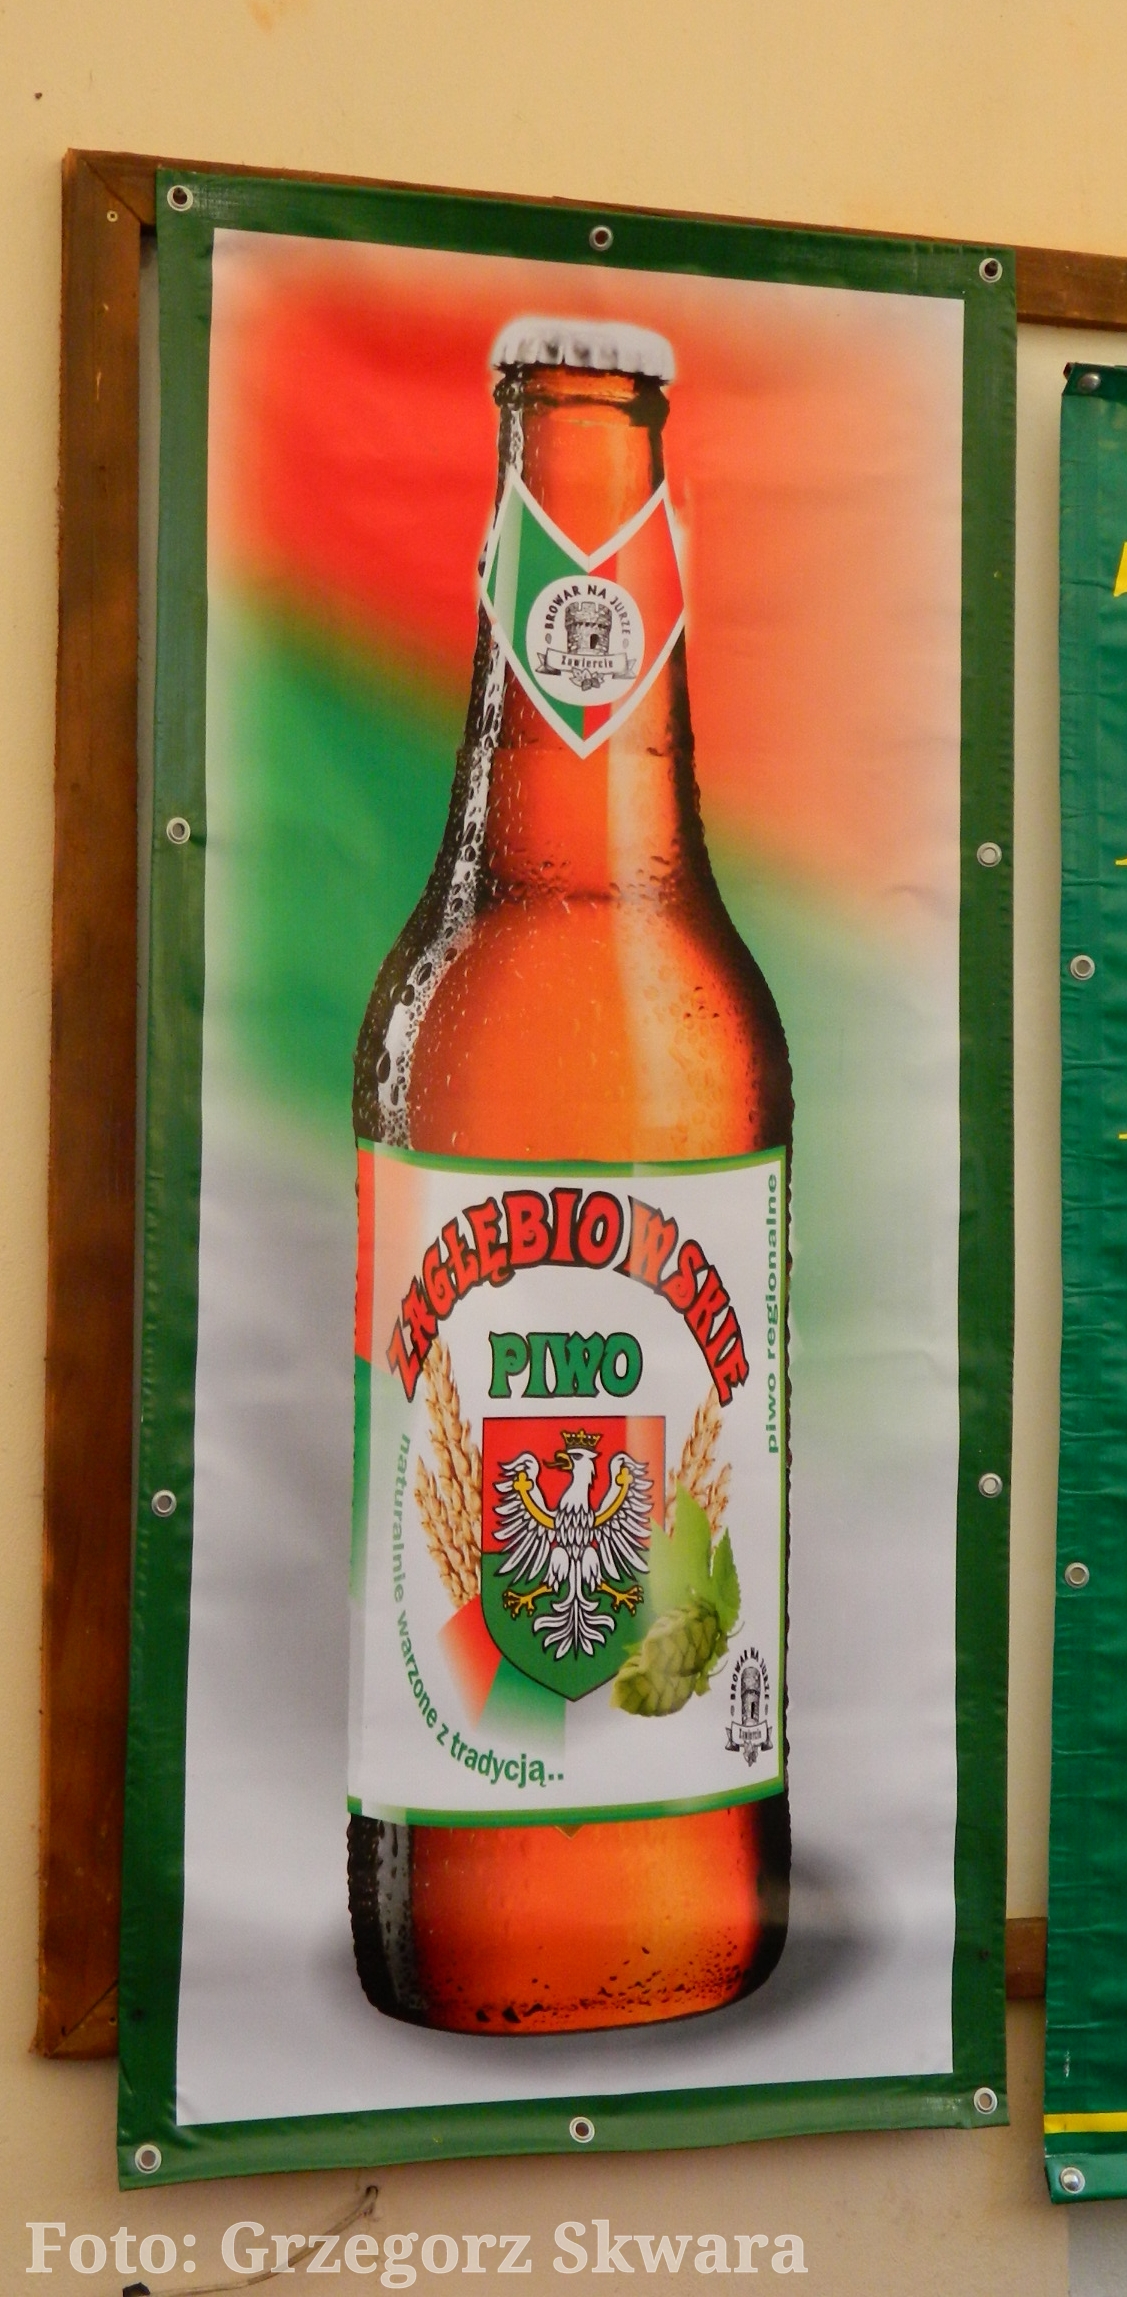 BROWAR NA JURZE
Zawiercie
ZAGŁĘBIOWSKIE
PIWO
piwo regionalne
naturalnie warzone z tradycją..
BROWAR NA JURZE
Zawiercie
Foto: Grzegorz Skwara